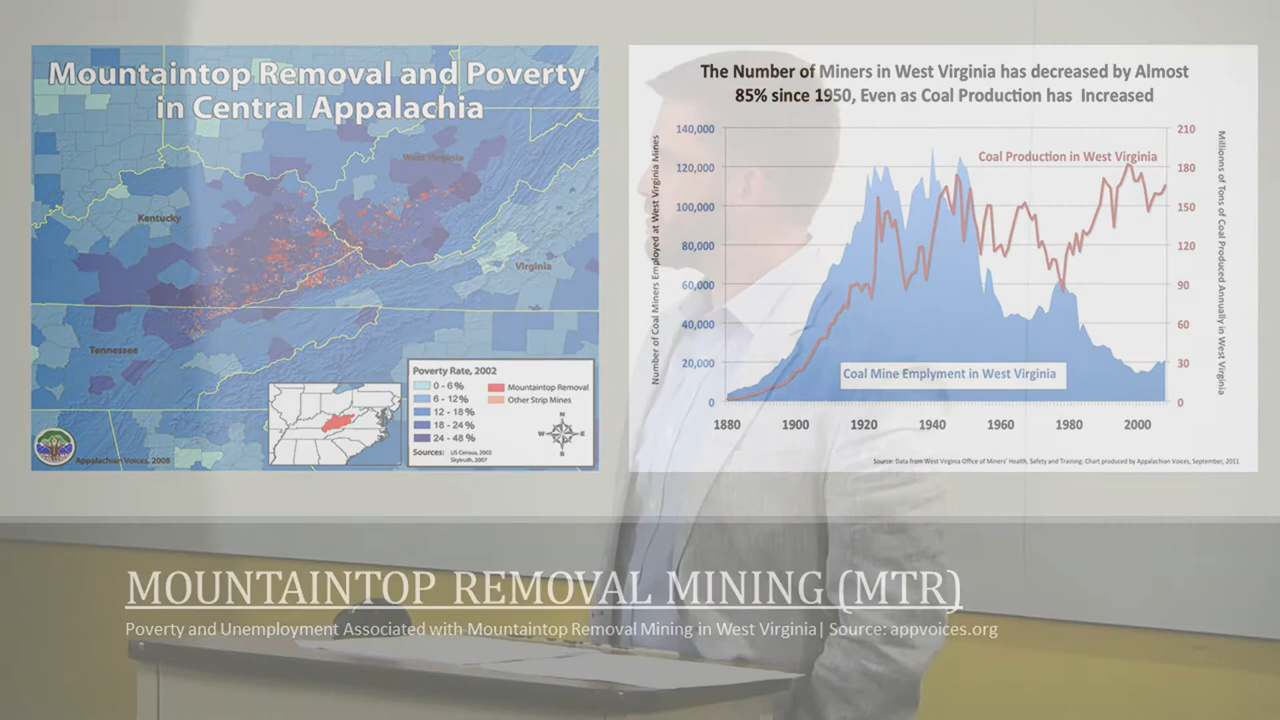 Mountaintop Removal and Poverty
in Central Appalachia
West Virginia
Kentucky
Virginia
Tennessee
Poverty Rate, 2002
0 - 6 %
6 - 12%
12 - 18 %
18 - 24 %
24 - 48 %
Mountaintop Removal
Other Strip Mines
N
W E
S
Sources: US Census, 2002
Skytruth, 2007
Appalachian Voices, 2008
The Number of Miners in West Virginia has decreased by Almost
85% since 1950, Even as Coal Production has Increased
Number of Coal Miners Employed at West Virginia Mines
140,000
120,000
100,000
80,000
60,000
40,000
20,000
0
Coal Production in West Virginia
Coal Mine Emplyment in West Virginia
210
180
150
120
90
60
30
0
Millionns of Tons of Coal Produced Annually in West Virginia
1880 1900 1920 1940 1960 1980 2000
Source: Data from West Virginia Office of Miners' Health, Safety and Training. Chart produced by Appalachian Voices, September, 2011
MOUNTAINTOP REMOVAL MINING (MTR)
Poverty and Unemployment Associated with Mountaintop Removal Mining in West Virginia| Source: appvoices.org